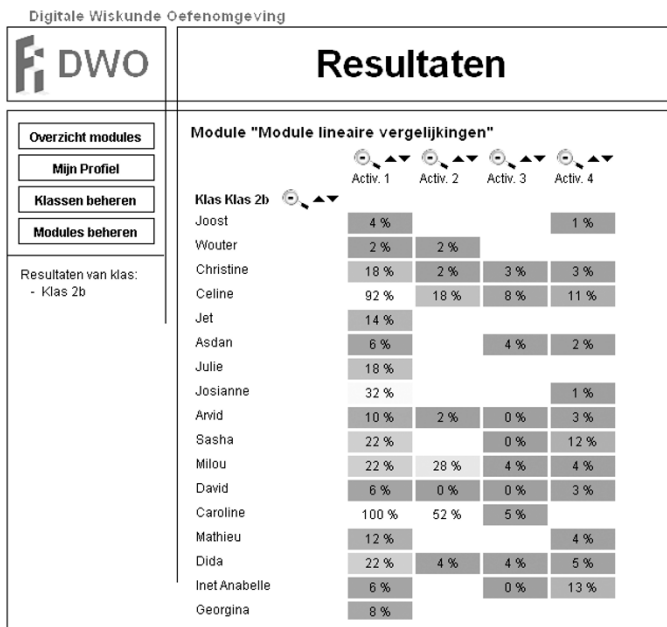 Digitale Wiskunde Oefenomgeving
Fi DWO
Resultaten
Overzicht modules
Mijn Profiel
Klassen beheren
Modules beheren
Resultaten van klas:
- Klas 2b
Module "Module lineaire vergelijkingen"
Activ. 1 Activ. 2 Activ. 3 Activ. 4
Klas Klas 2b
Joost 4 % 1 %
Wouter 2 % 2 %
Christine 18 % 2 % 3 % 3 %
Celine 92 % 18 % 8 % 11 %
Jet 14 %
Asdan 6 % 4 % 2 %
Julie 18 %
Josianne 32 % 1 %
Arvid 10 % 2 % 0 % 3 %
Sasha 22 % 0 % 12 %
Milou 22 % 28 % 4 % 4 %
David 6 % 0 % 0 % 3 %
Caroline 100 % 52 % 5 %
Mathieu 12 % 4 %
Dida 22 % 4 % 4 % 5 %
Inet Anabelle 6 % 0 % 13 %
Georgina 8 %